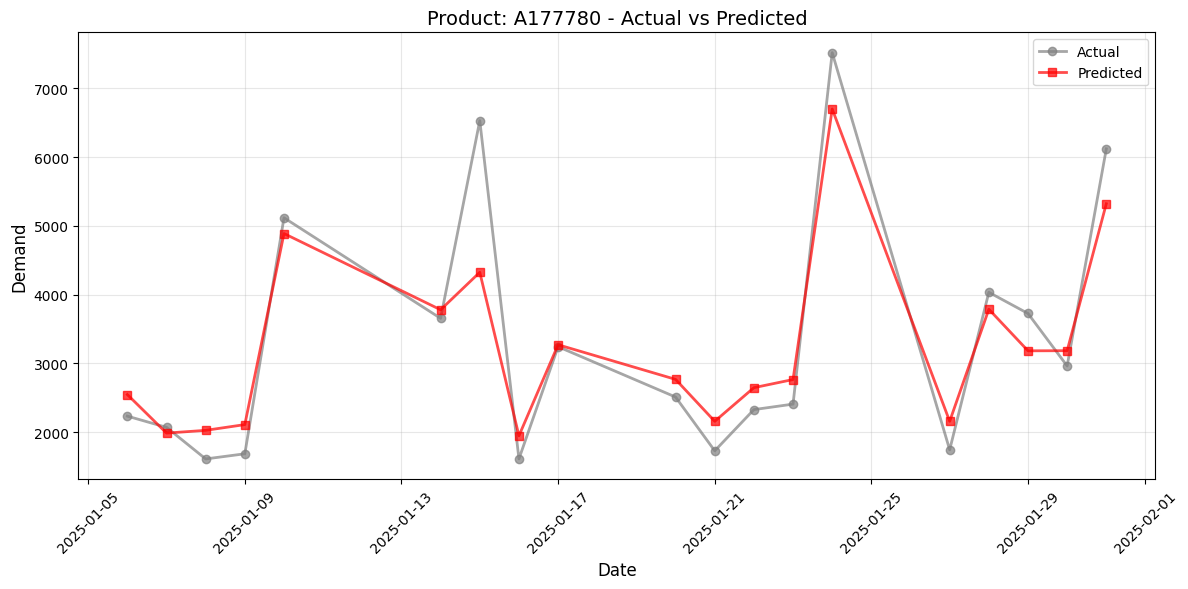 Product: A177780 - Actual vs Predicted
Actual
Predicted
Demand
7000
6000
5000
4000
3000
2000
2025-01-05
2025-01-09
2025-01-13
2025-01-17
2025-01-21
2025-01-25
2025-01-29
2025-02-01
Date